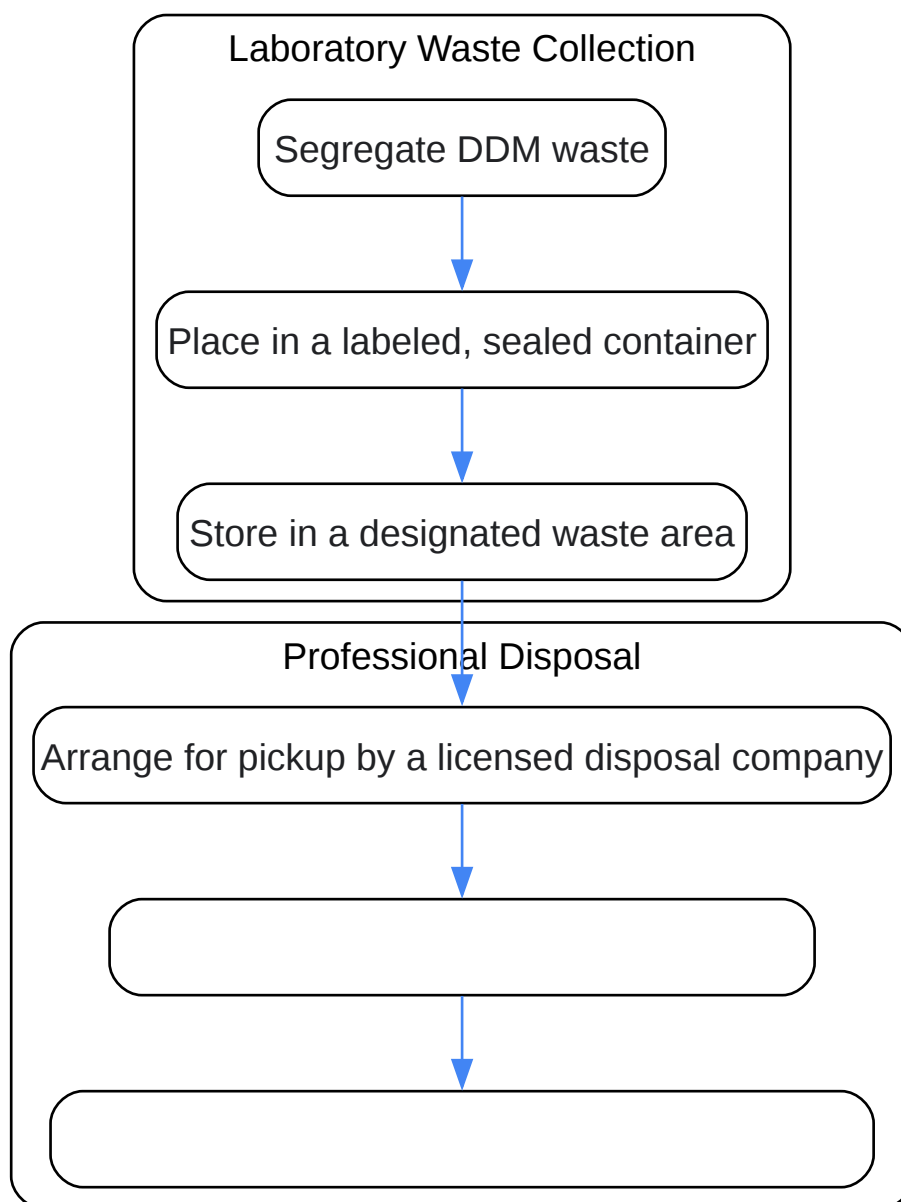 Laboratory Waste Collection
Segregate DDM waste
Place in a labeled, sealed container
Store in a designated waste area
Professional Disposal
Arrange for pickup by a licensed disposal company